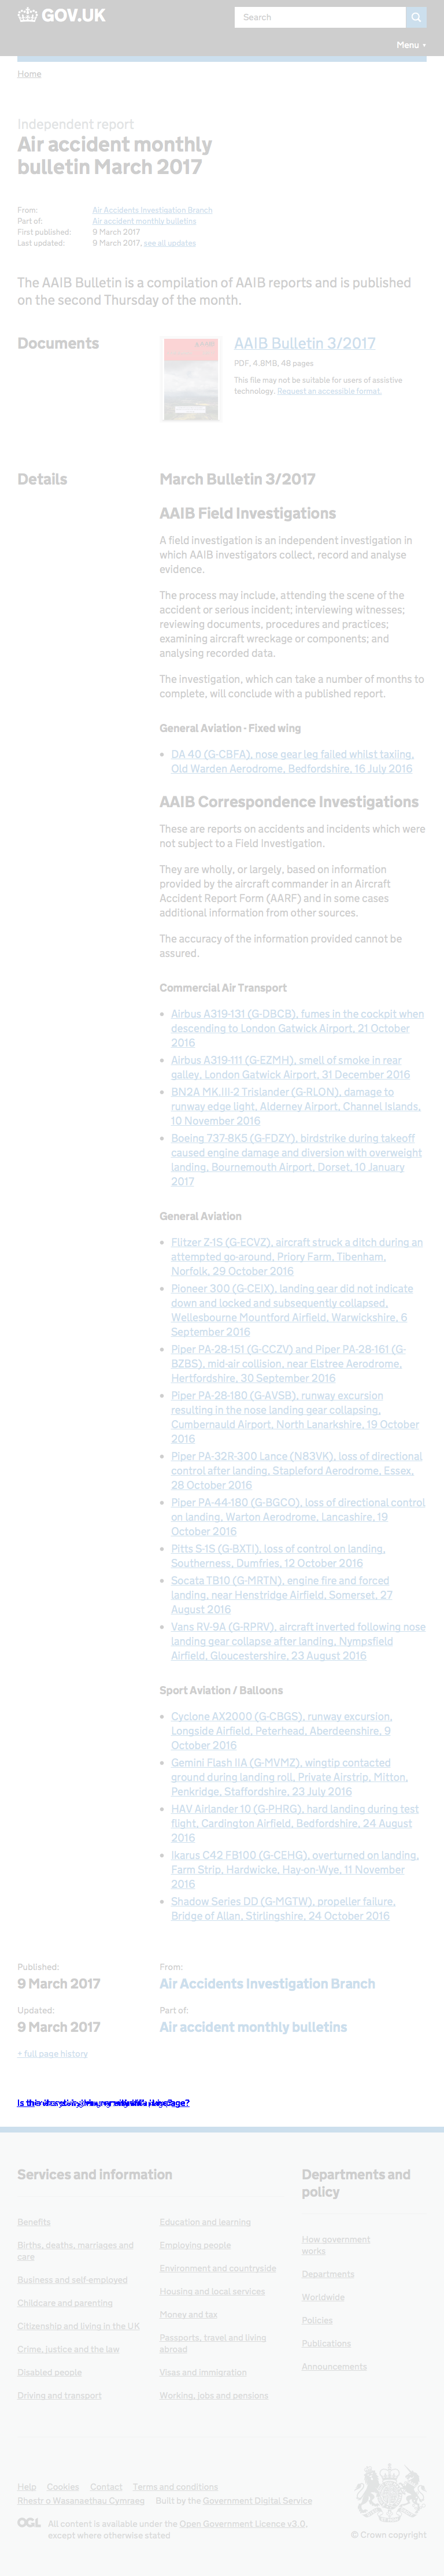 GOV.UK
Search
Menu
Home
Independent report
Air accident monthly
bulletin March 2017
From: Air Accidents Investigation Branch
Part of: Air accident monthly bulletins
First published: 9 March 2017
Last updated: 9 March 2017, see all updates
The AAIB Bulletin is a compilation of AAIB reports and is published
on the second Thursday of the month.
Documents
AAIB Bulletin 3/2017
PDF, 4.8MB, 48 pages
This file may not be suitable for users of assistive
technology. Request an accessible format.
Details
March Bulletin 3/2017
AAIB Field Investigations
A field investigation is an independent investigation in
which AAIB investigators collect, record and analyse
evidence.
The process may include, attending the scene of the
accident or serious incident; interviewing witnesses;
reviewing documents, procedures and practices;
examining aircraft wreckage or components; and
analysing recorded data.
The investigation, which can take a number of months to
complete, will conclude with a published report.
General Aviation - Fixed wing
DA 40 (G-CBFA), nose gear leg failed whilst taxiing,
Old Warden Aerodrome, Bedfordshire, 16 July 2016
AAIB Correspondence Investigations
These are reports on accidents and incidents which were
not subject to a Field Investigation.
They are wholly, or largely, based on information
provided by the aircraft commander in an Aircraft
Accident Report Form (AARF) and in some cases
additional information from other sources.
The accuracy of the information provided cannot be
assured.
Commercial Air Transport
Airbus A319-131 (G-DBCB), fumes in the cockpit when
descending to London Gatwick Airport, 21 October
2016
Airbus A319-111 (G-EZMH), smell of smoke in rear
galley, London Gatwick Airport, 31 December 2016
BN2A MK.III-2 Trislander (G-RLON), damage to
runway edge light, Alderney Airport, Channel Islands,
10 November 2016
Boeing 737-8K5 (G-FDZY), birdstrike during takeoff
caused engine damage and diversion with overweight
landing, Bournemouth Airport, Dorset, 10 January
2017
General Aviation
Flitzer Z-1S (G-ECVZ), aircraft struck a ditch during an
attempted go-around, Priory Farm, Tibenham,
Norfolk, 29 October 2016
Pioneer 300 (G-CEIX), landing gear did not indicate
down and locked and subsequently collapsed,
Wellesbourne Mountford Airfield, Warwickshire, 6
September 2016
Piper PA-28-151 (G-CCZV) and Piper PA-28-161 (G-
BZBS), mid-air collision, near Elstree Aerodrome,
Hertfordshire, 30 September 2016
Piper PA-28-180 (G-AVSB), runway excursion
resulting in the nose landing gear collapsing,
Cumbernauld Airport, North Lanarkshire, 19 October
2016
Piper PA-32R-300 Lance (N83VK), loss of directional
control after landing, Stapleford Aerodrome, Essex,
28 October 2016
Piper PA-44-180 (G-BGCO), loss of directional control
on landing, Warton Aerodrome, Lancashire, 19
October 2016
Pitts S-1S (G-BXTI), loss of control on landing,
Southerness, Dumfries, 12 October 2016
Socata TB10 (G-MRTN), engine fire and forced
landing, near Henstridge Airfield, Somerset, 27
August 2016
Vans RV-9A (G-RPRV), aircraft inverted following nose
landing gear collapse after landing, Nympsfield
Airfield, Gloucestershire, 23 August 2016
Sport Aviation / Balloons
Cyclone AX2000 (G-CBGS), runway excursion,
Longside Airfield, Peterhead, Aberdeenshire, 9
October 2016
Gemini Flash IIA (G-MVMZ), wingtip contacted
ground during landing roll, Private Airstrip, Mitton,
Penkridge, Staffordshire, 23 July 2016
HAV Airlander 10 (G-PHRG), hard landing during test
flight, Cardington Airfield, Bedfordshire, 24 August
2016
Ikarus C42 FB100 (G-CEHG), overturned on landing,
Farm Strip, Hardwicke, Hay-on-Wye, 11 November
2016
Shadow Series DD (G-MGTW), propeller failure,
Bridge of Allan, Stirlingshire, 24 October 2016
Published: From:
9 March 2017 Air Accidents Investigation Branch
Updated: Part of:
9 March 2017 Air accident monthly bulletins
+ full page history
Services and information
Departments and
policy
Benefits
Births, deaths, marriages and
care
Business and self-employed
Childcare and parenting
Citizenship and living in the UK
Crime, justice and the law
Disabled people
Driving and transport
Education and learning
Employing people
Environment and countryside
Housing and local services
Money and tax
Passports, travel and living
abroad
Visas and immigration
Working, jobs and pensions
How government
works
Departments
Worldwide
Policies
Publications
Announcements
Help Cookies Contact Terms and conditions
Rhestr o Wasanaethau Cymraeg Built by the Government Digital Service
OGL All content is available under the Open Government Licence v3.0,
except where otherwise stated
© Crown copyright